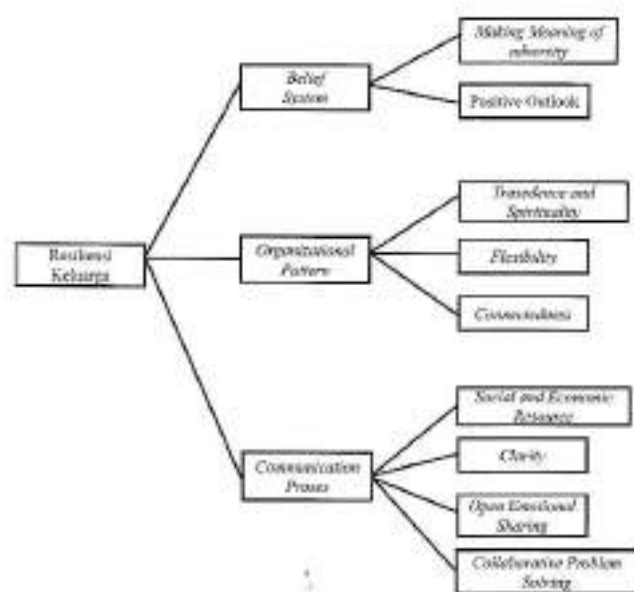 Making Meaning of
adversity
Belief
System
Positive Outlook
Trasedence and
Spirituality
Resiliensi
Keluarga
Organizational
Pattern
Flexibility
Connectedness
Social and Economic
Resource
Clarity
Communication
Proses
Open Emotional
Sharing
Collaborative Problem
Solving